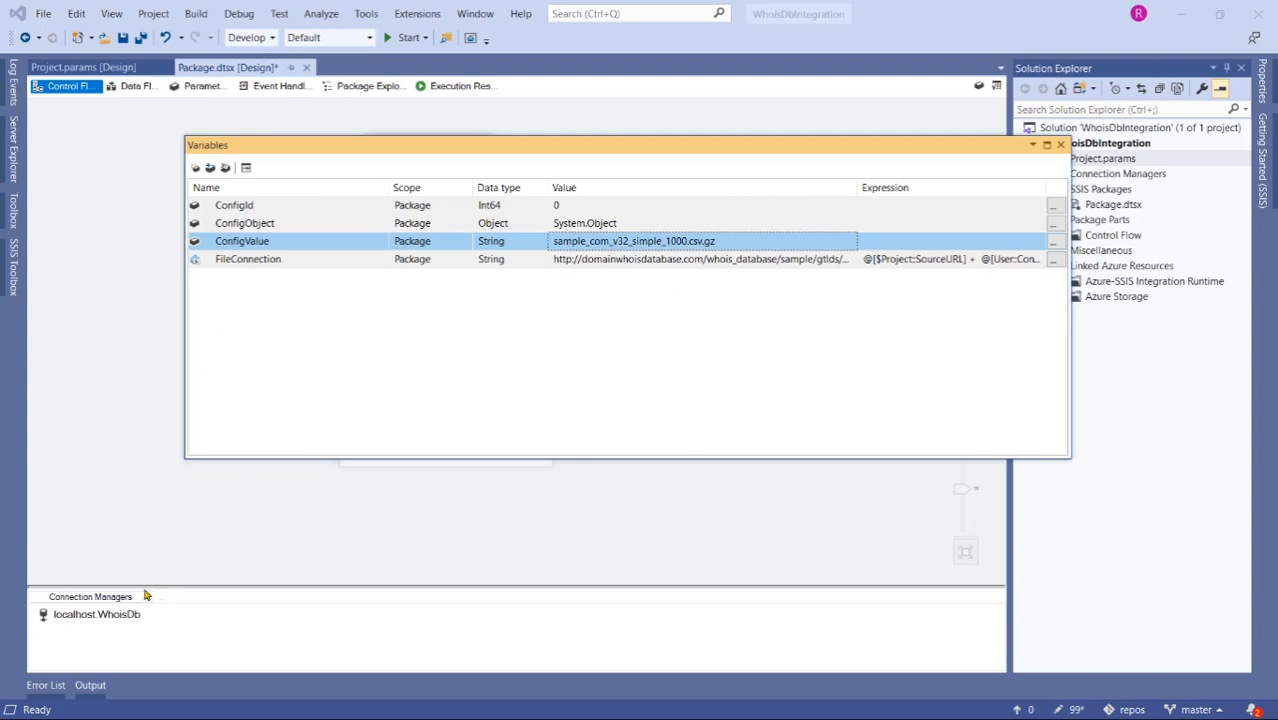 File Edit View Project Build Debug Test Analyze Tools Extensions Window Help Search (Ctrl+Q) WhoisDbIntegration R
Develop Default Start
Project.params [Design] Package.dtsx [Design]* Solution Explorer
Control Fl... Data Fl... Paramet... Event Handl... Package Explo... Execution Res...
Search Solution Explorer (Ctrl+;)
Solution 'WhoisDbIntegration' (1 of 1 project)
oisDbIntegration
Project.params
Connection Managers
SSIS Packages
Package.dtsx
Package Parts
Control Flow
Miscellaneous
Linked Azure Resources
Azure-SSIS Integration Runtime
Azure Storage
Log Events
Server Explorer
Toolbox
SSIS Toolbox
Properties
Getting Started (SSIS)
Variables
Name Scope Data type Value Expression
ConfigId Package Int64 0 ...
ConfigObject Package Object System.Object ...
ConfigValue Package String sample_com_v32_simple_1000.csv.gz ...
FileConnection Package String http://domainwhoisdatabase.com/whois_database/sample/gtlds/... @[$Project::SourceURL] + @[User::Con... ...
Connection Managers
localhost.WhoisDb
Error List Output
Ready 0 99* repos master 2